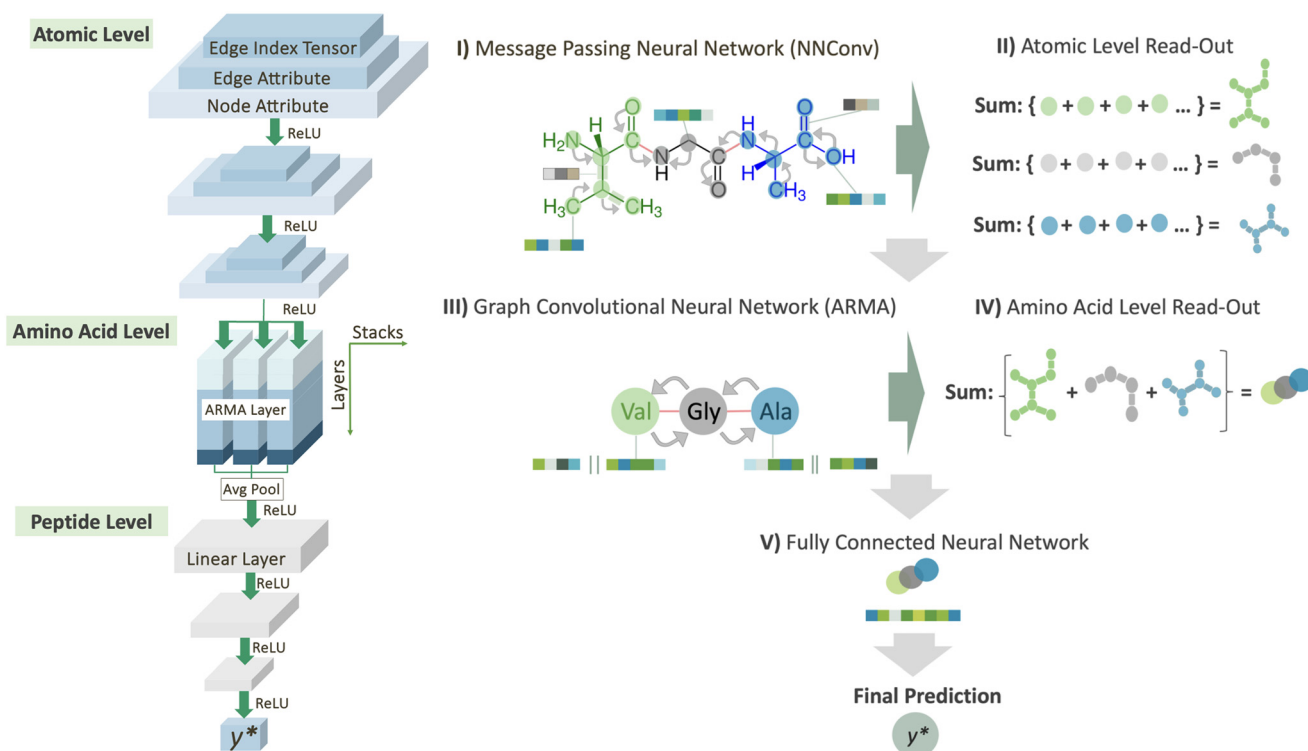 Atomic Level
Edge Index Tensor
Edge Attribute
Node Attribute
ReLU
ReLU
ReLU
Amino Acid Level
Stacks
Layers
ARMA Layer
Avg Pool
ReLU
Peptide Level
Linear Layer
ReLU
ReLU
ReLU
y*
I) Message Passing Neural Network (NNConv)
H₂N
H
O
N
H
O
H
N
H
O
OH
CH₃
H₃C
CH₃
II) Atomic Level Read-Out
Sum: { + + + ... } =
Sum: { + + + ... } =
Sum: { + + + ... } =
III) Graph Convolutional Neural Network (ARMA)
Val
Gly
Ala
||
||
IV) Amino Acid Level Read-Out
Sum: [ + + ] =
V) Fully Connected Neural Network
Final Prediction
y*